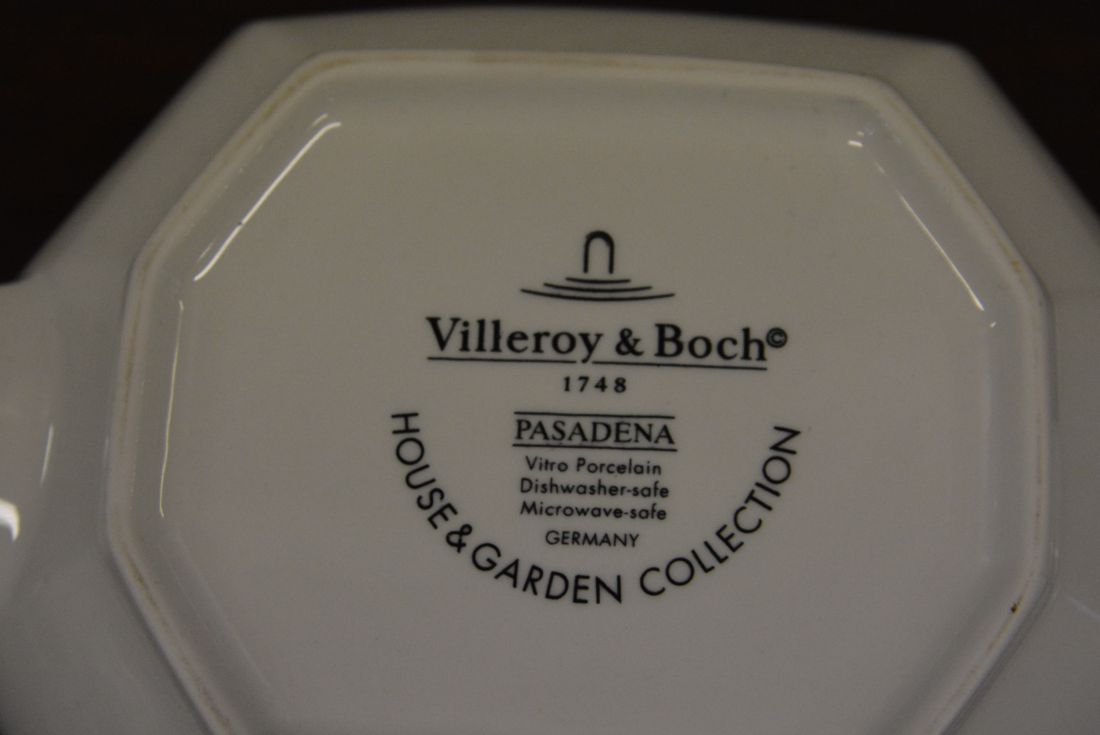 Villeroy & Boch©
1748
PASADENA
Vitro Porcelain
Dishwasher-safe
Microwave-safe
GERMANY
HOUSE & GARDEN COLLECTION